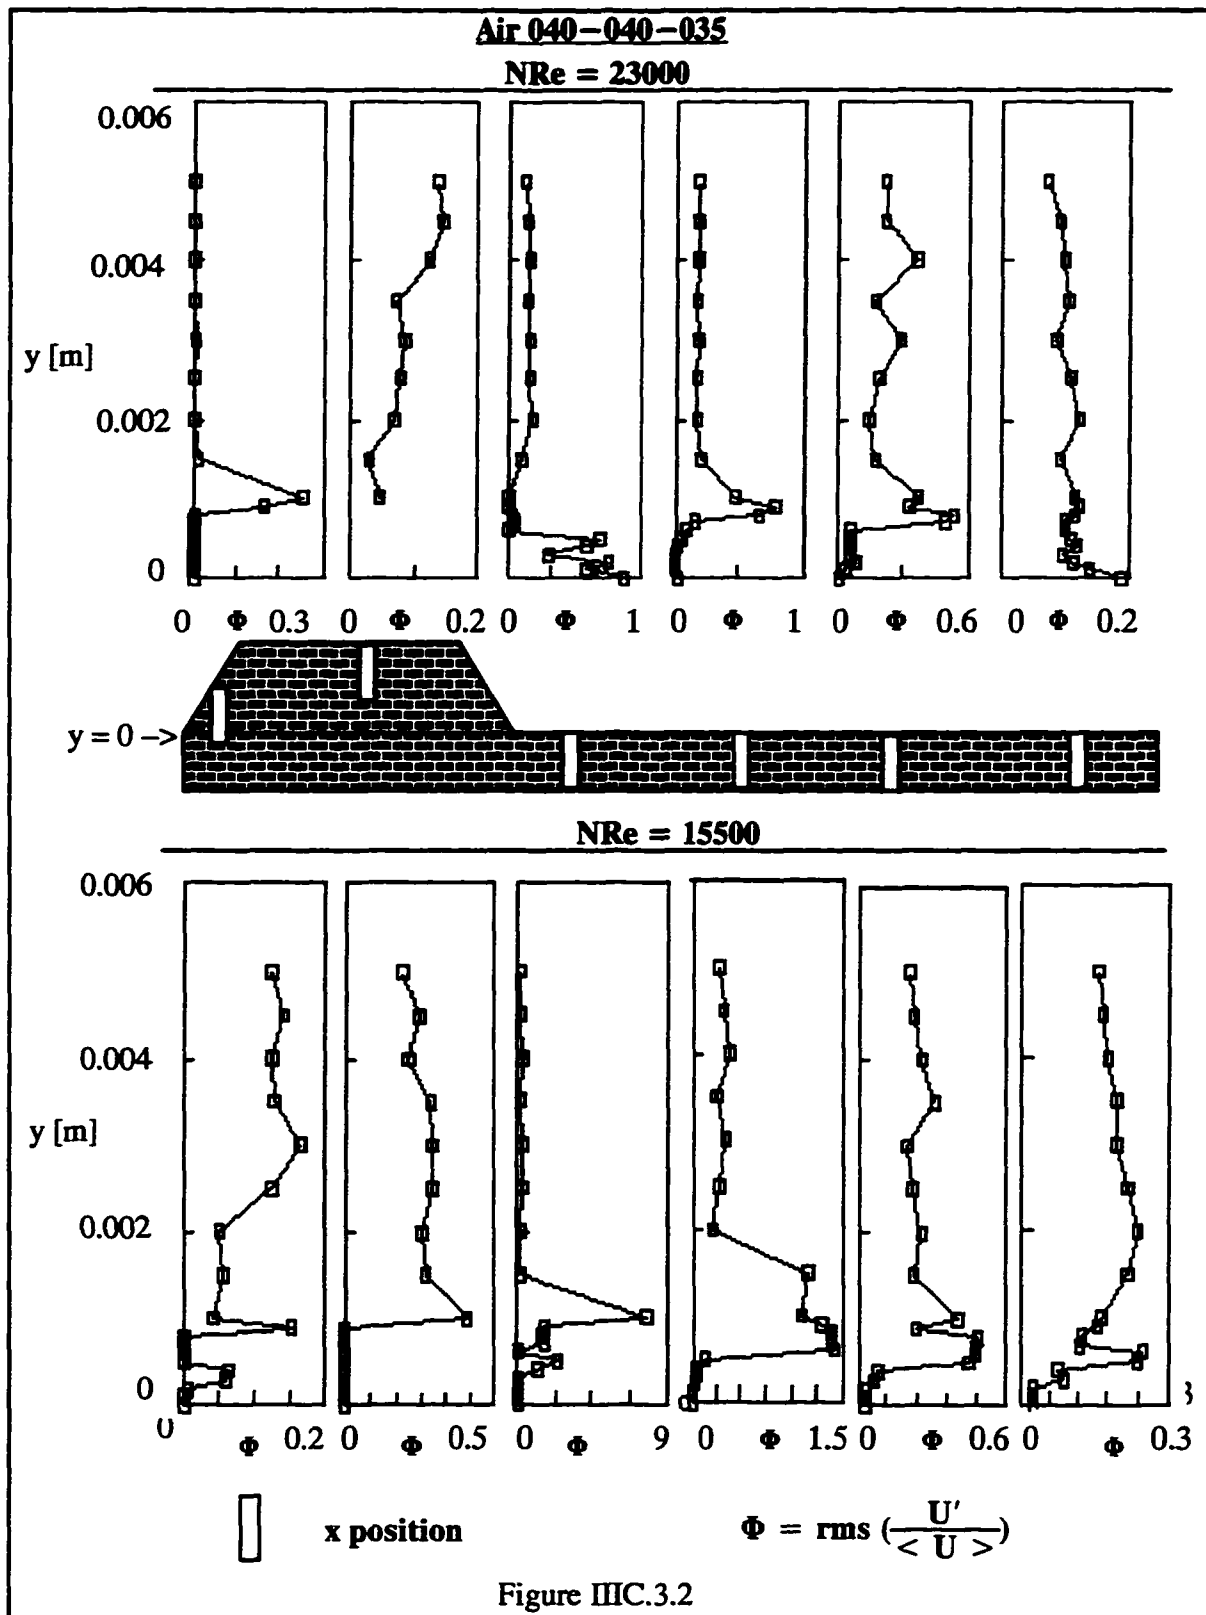 Air 040-040-035
NRe = 23000
0.006
0.004
y [m]
0.002
0
0 Φ 0.3 0 Φ 0.2 0 Φ 1 0 Φ 1 0 Φ 0.6 0 Φ 0.2
y = 0 ->
NRe = 15500
0.006
0.004
y [m]
0.002
0
0 Φ 0.2 0 Φ 0.5 0 Φ 9 0 Φ 1.5 0 Φ 0.6 0 Φ 0.3
x position
Φ = rms (U' / < U >)
Figure IIIC.3.2